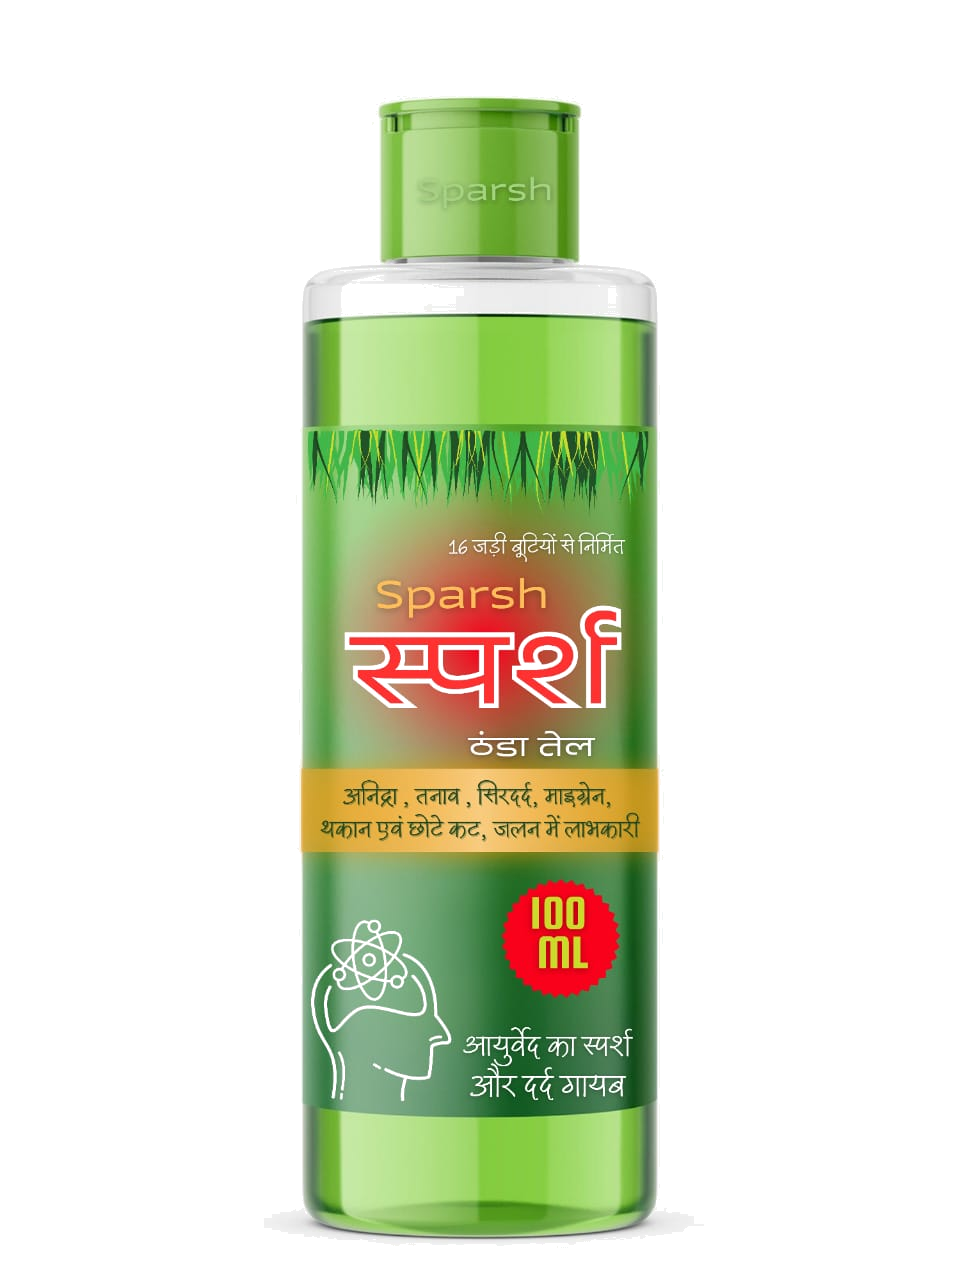 Sparsh
16 जड़ी बूटियों से निर्मित
Sparsh
स्पर्श
ठंडा तेल
अनिद्रा , तनाव , सिरदर्द, माइग्रेन,
थकान एवं छोटे कट, जलन में लाभकारी
100
ML
आयुर्वेद का स्पर्श
और दर्द गायब